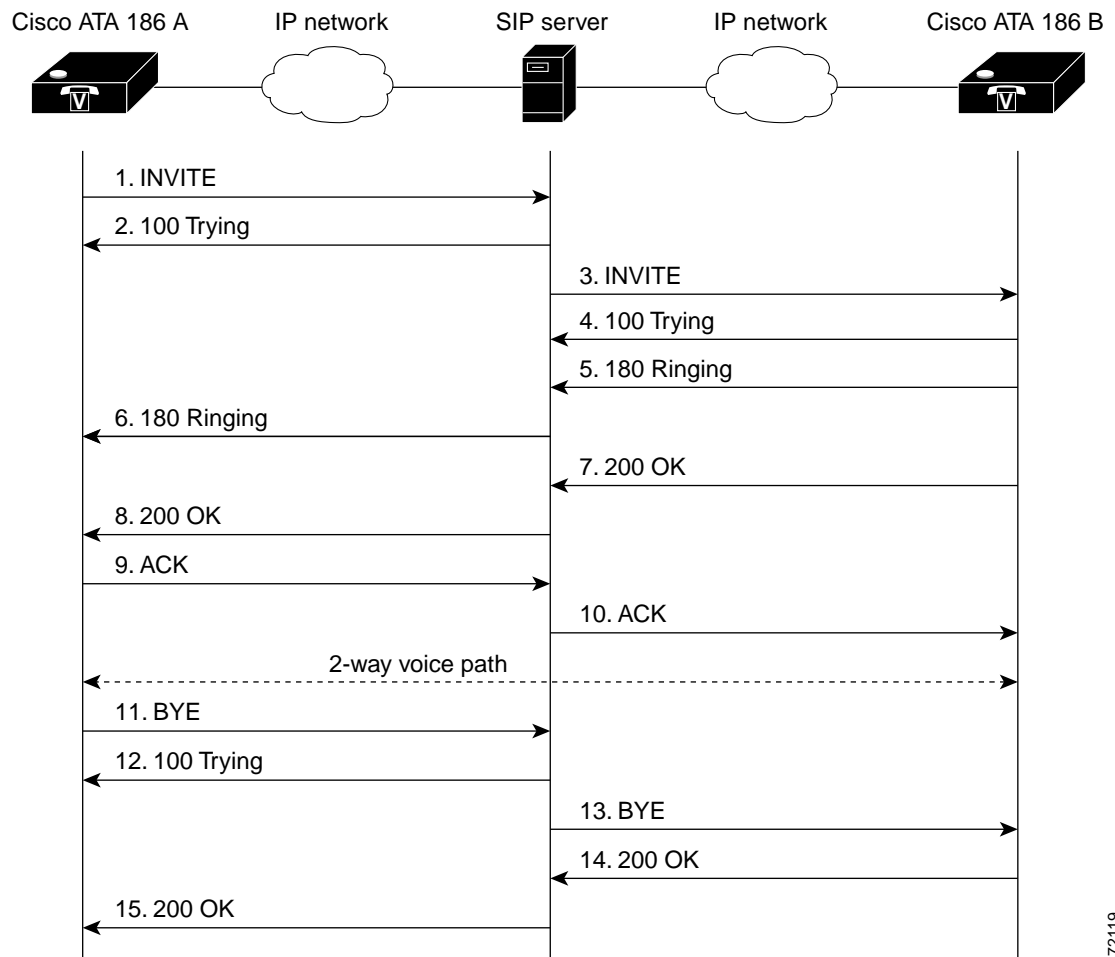 Cisco ATA 186 A
IP network
SIP server
IP network
Cisco ATA 186 B
V
V
1. INVITE
2. 100 Trying
3. INVITE
4. 100 Trying
5. 180 Ringing
6. 180 Ringing
7. 200 OK
8. 200 OK
9. ACK
10. ACK
2-way voice path
11. BYE
12. 100 Trying
13. BYE
14. 200 OK
15. 200 OK
72119